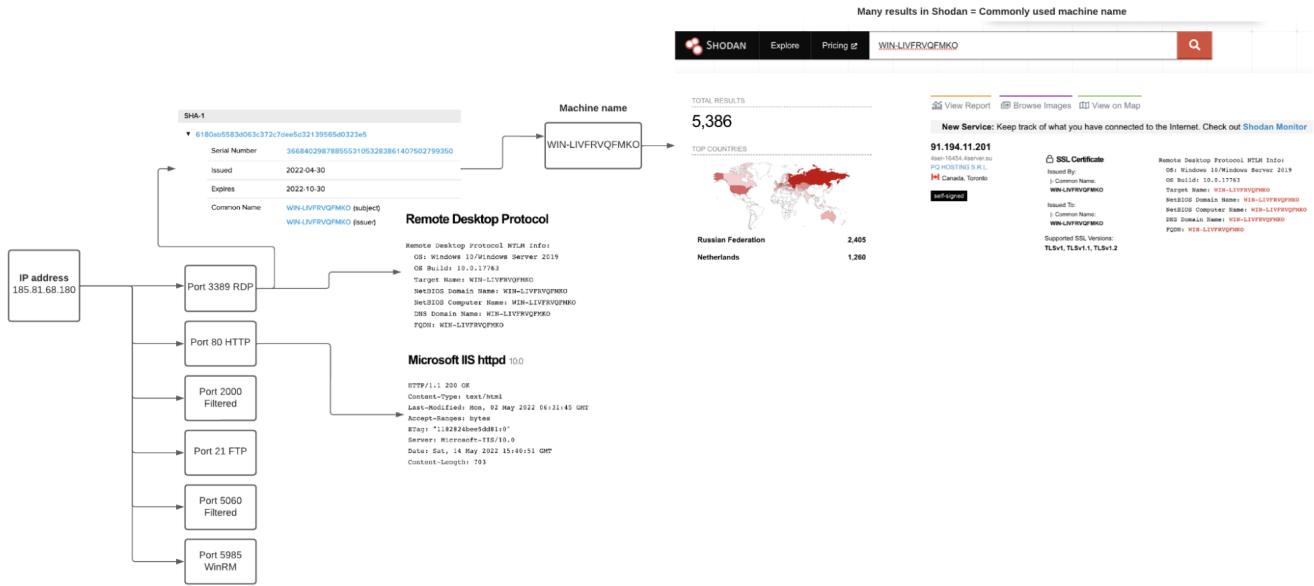 Many results in Shodan = Commonly used machine name
SHODAN Explore Pricing WIN-LIVFRVQFMKO
TOTAL RESULTS
5,386
TOP COUNTRIES
Russian Federation 2,405
Netherlands 1,260
View Report Browse Images View on Map
New Service: Keep track of what you have connected to the Internet. Check out Shodan Monitor
91.194.11.201
4ser-16454.4server.su
PQ HOSTING S.R.L.
Canada, Toronto
self-signed
SSL Certificate
Issued By:
|- Common Name:
WIN-LIVFRVQFMKO
Issued To:
|- Common Name:
WIN-LIVFRVQFMKO
Supported SSL Versions:
TLSv1, TLSv1.1, TLSv1.2
Remote Desktop Protocol NTLM Info:
OS: Windows 10/Windows Server 2019
OS Build: 10.0.17763
Target Name: WIN-LIVFRVQFMKO
NetBIOS Domain Name: WIN-LIVFRVQFMKO
NetBIOS Computer Name: WIN-LIVFRVQFMKO
DNS Domain Name: WIN-LIVFRVQFMKO
FQDN: WIN-LIVFRVQFMKO
Machine name
WIN-LIVFRVQFMKO
SHA-1
6180ab5583d063c372c7dee5d32139565d0323e5
Serial Number 36684029878855531053283861407502799350
Issued 2022-04-30
Expires 2022-10-30
Common Name WIN-LIVFRVQFMKO (subject)
WIN-LIVFRVQFMKO (issuer)
Remote Desktop Protocol
Remote Desktop Protocol NTLM Info:
OS: Windows 10/Windows Server 2019
OS Build: 10.0.17763
Target Name: WIN-LIVFRVQFMKO
NetBIOS Domain Name: WIN-LIVFRVQFMKO
NetBIOS Computer Name: WIN-LIVFRVQFMKO
DNS Domain Name: WIN-LIVFRVQFMKO
FQDN: WIN-LIVFRVQFMKO
IP address
185.81.68.180
Port 3389 RDP
Port 80 HTTP
Port 2000
Filtered
Port 21 FTP
Port 5060
Filtered
Port 5985
WinRM
Microsoft IIS httpd 10.0
HTTP/1.1 200 OK
Content-Type: text/html
Last-Modified: Mon, 02 May 2022 06:31:45 GMT
Accept-Ranges: bytes
ETag: "1182824bee5dd81:0"
Server: Microsoft-IIS/10.0
Date: Sat, 14 May 2022 15:40:51 GMT
Content-Length: 703